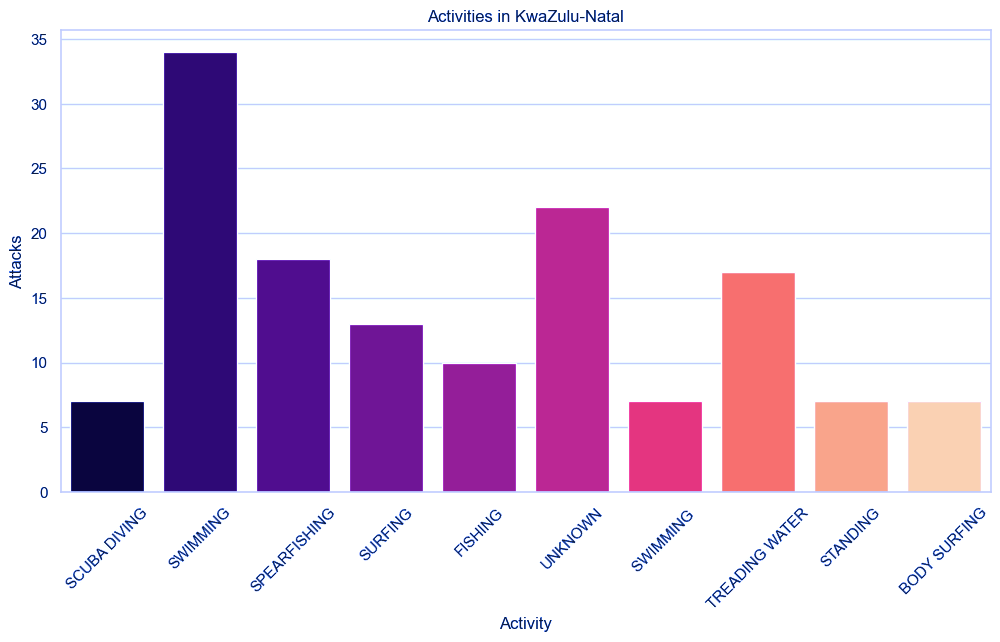 Activities in KwaZulu-Natal
Attacks
35
30
25
20
15
10
5
0
SCUBA DIVING
SWIMMING
SPEARFISHING
SURFING
FISHING
UNKNOWN
SWIMMING
TREADING WATER
STANDING
BODY SURFING
Activity